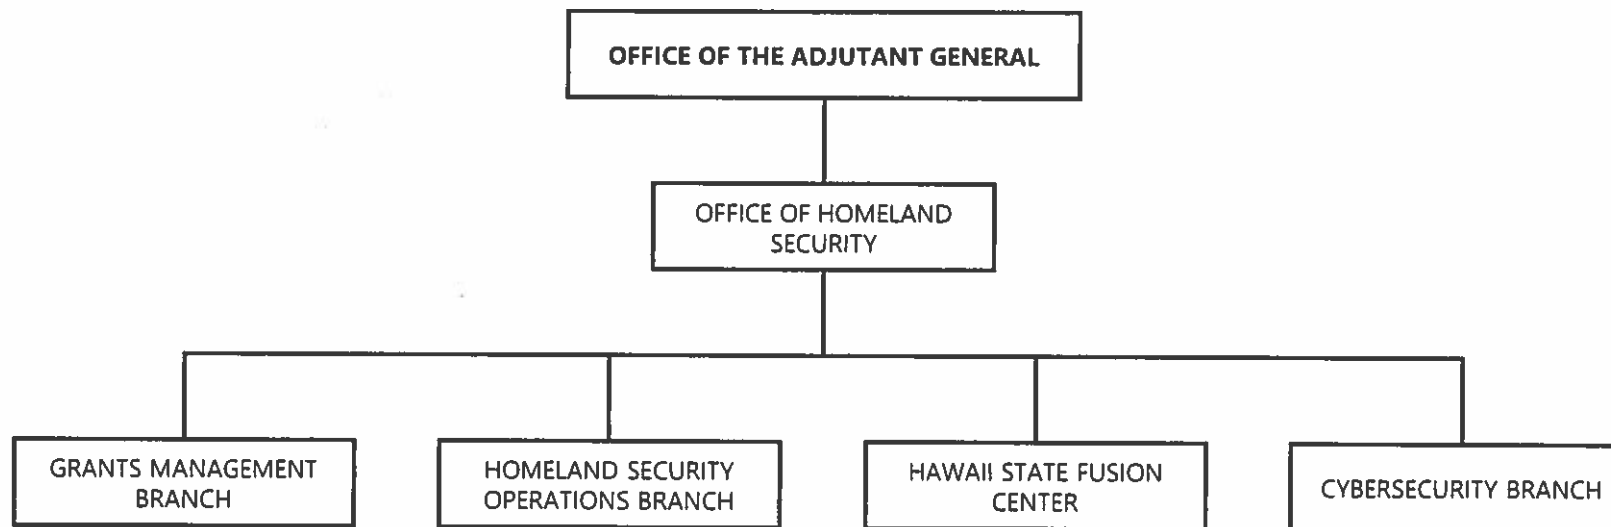 OFFICE OF THE ADJUTANT GENERAL
OFFICE OF HOMELAND
SECURITY
GRANTS MANAGEMENT
BRANCH
HOMELAND SECURITY
OPERATIONS BRANCH
HAWAII STATE FUSION
CENTER
CYBERSECURITY BRANCH